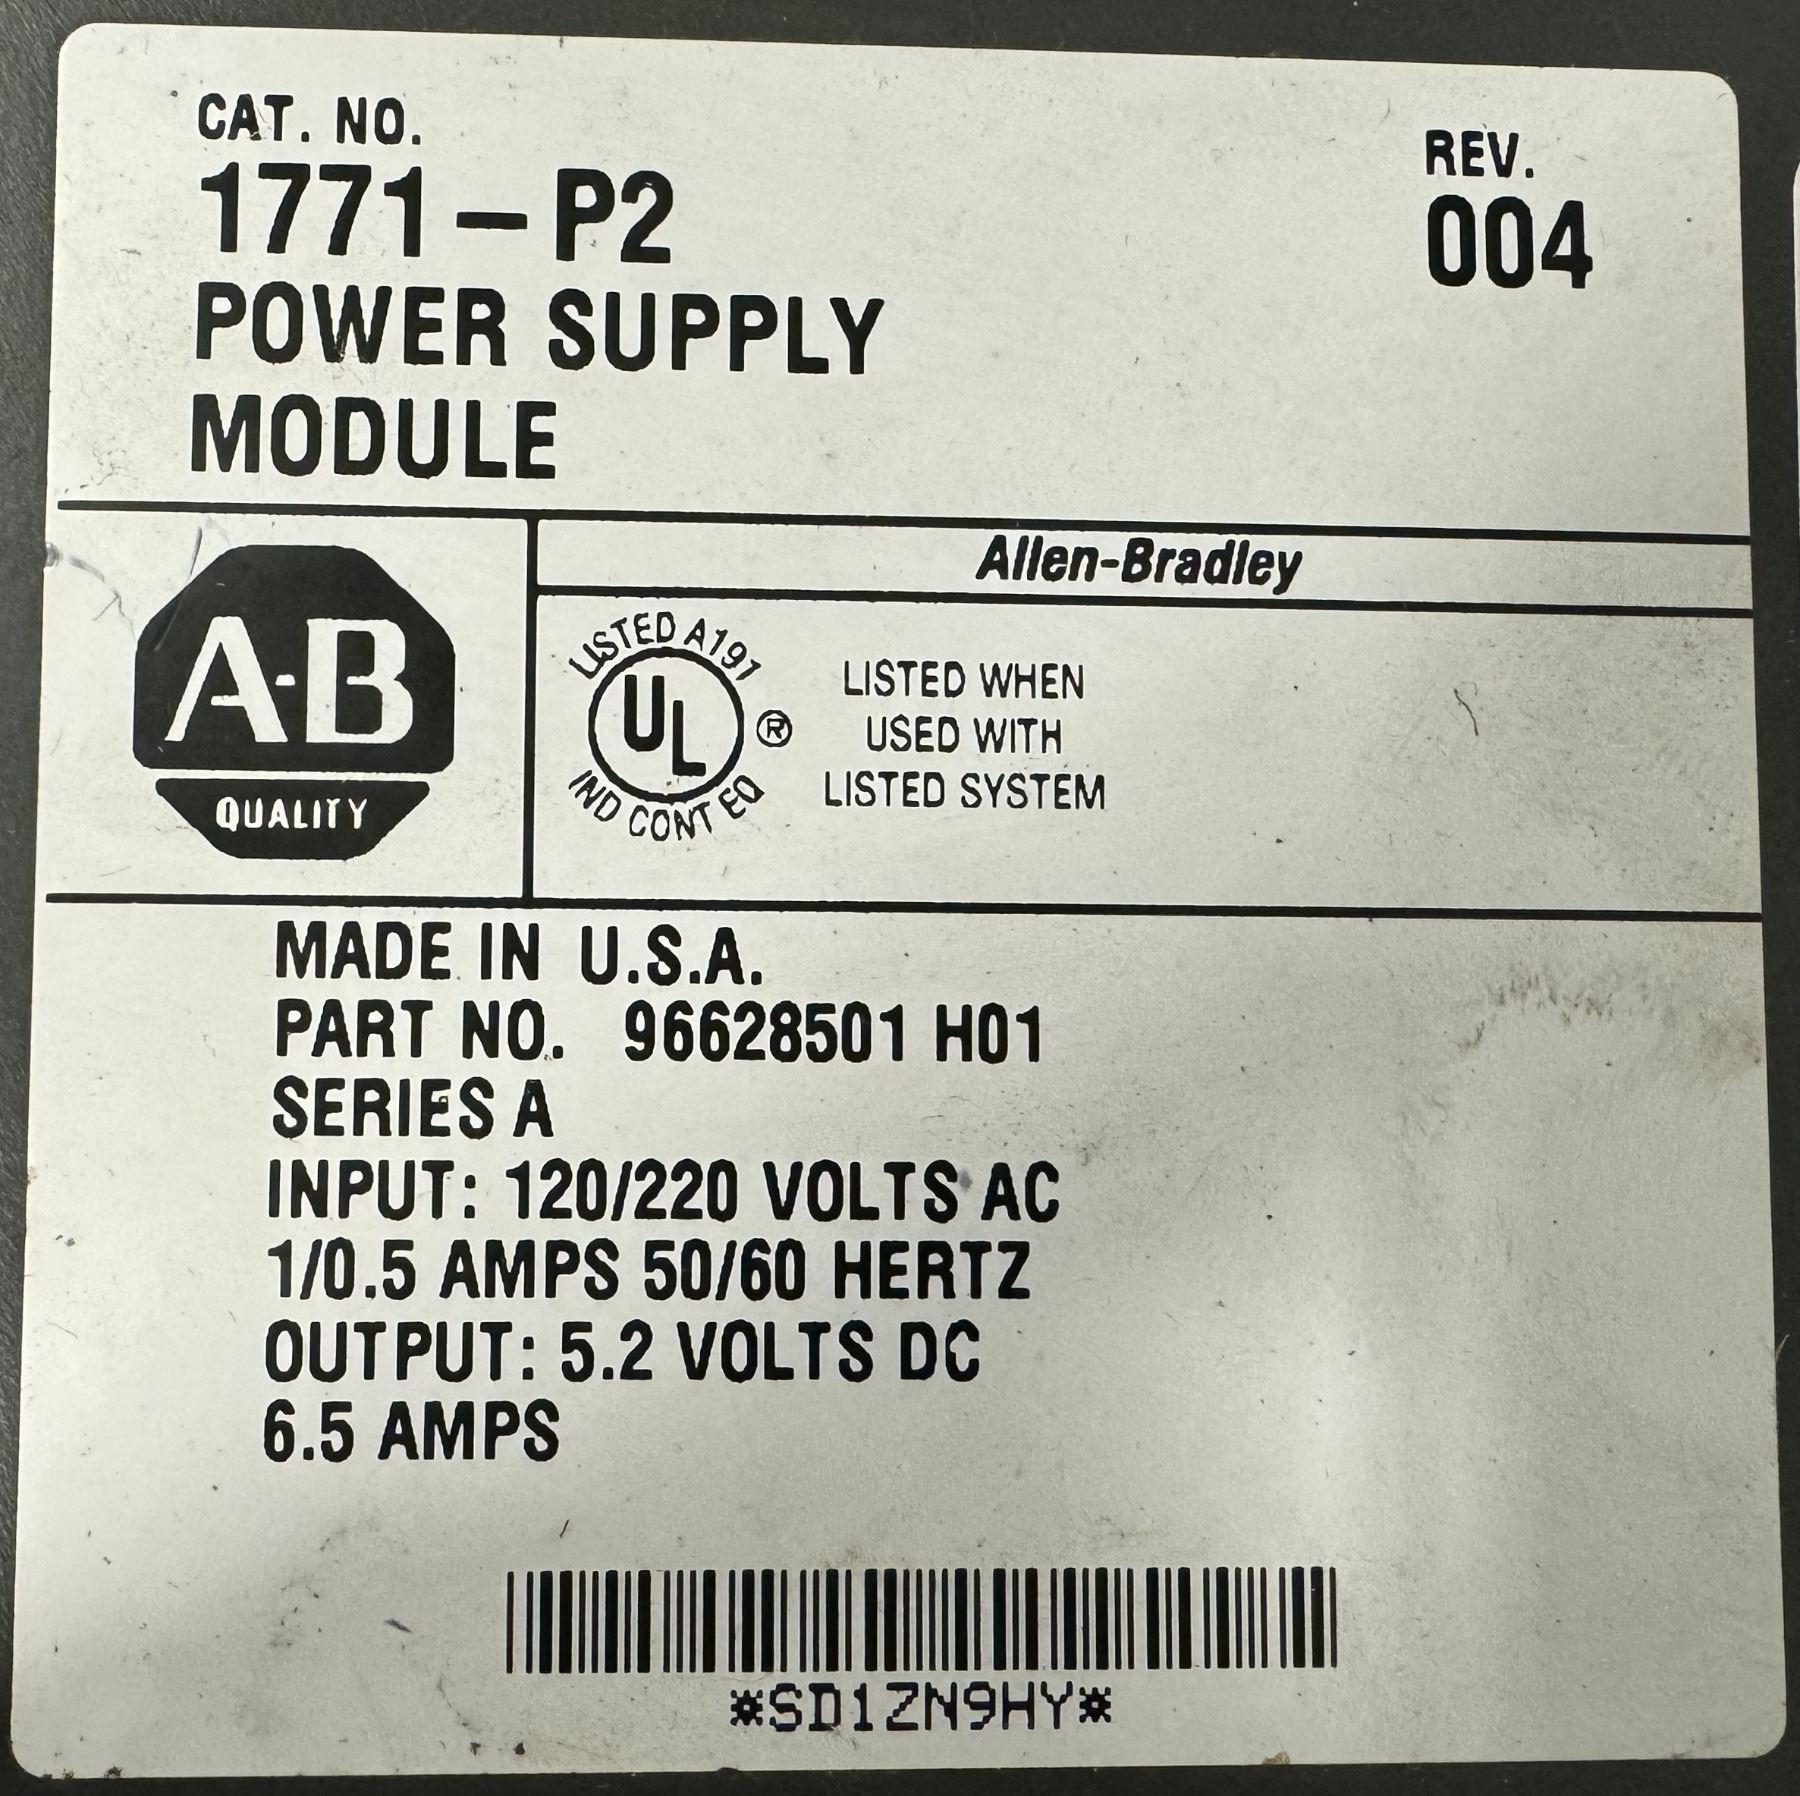 CAT. NO.
1771-P2
REV.
004
POWER SUPPLY
MODULE
A-B
QUALITY
Allen-Bradley
LISTED A191
UL
®
IND CONT EQ
LISTED WHEN
USED WITH
LISTED SYSTEM
MADE IN U.S.A.
PART NO. 96628501 H01
SERIES A
INPUT: 120/220 VOLTS AC
1/0.5 AMPS 50/60 HERTZ
OUTPUT: 5.2 VOLTS DC
6.5 AMPS
*SD1ZN9HY*